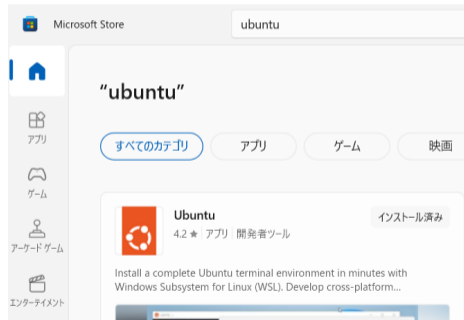 Microsoft Store
ubuntu
“ubuntu”
アプリ
ゲーム
アーケード ゲーム
エンターテイメント
すべてのカテゴリ
アプリ
ゲーム
映画
Ubuntu
4.2 ★ アプリ 開発者ツール
インストール済み
Install a complete Ubuntu terminal environment in minutes with
Windows Subsystem for Linux (WSL). Develop cross-platform...